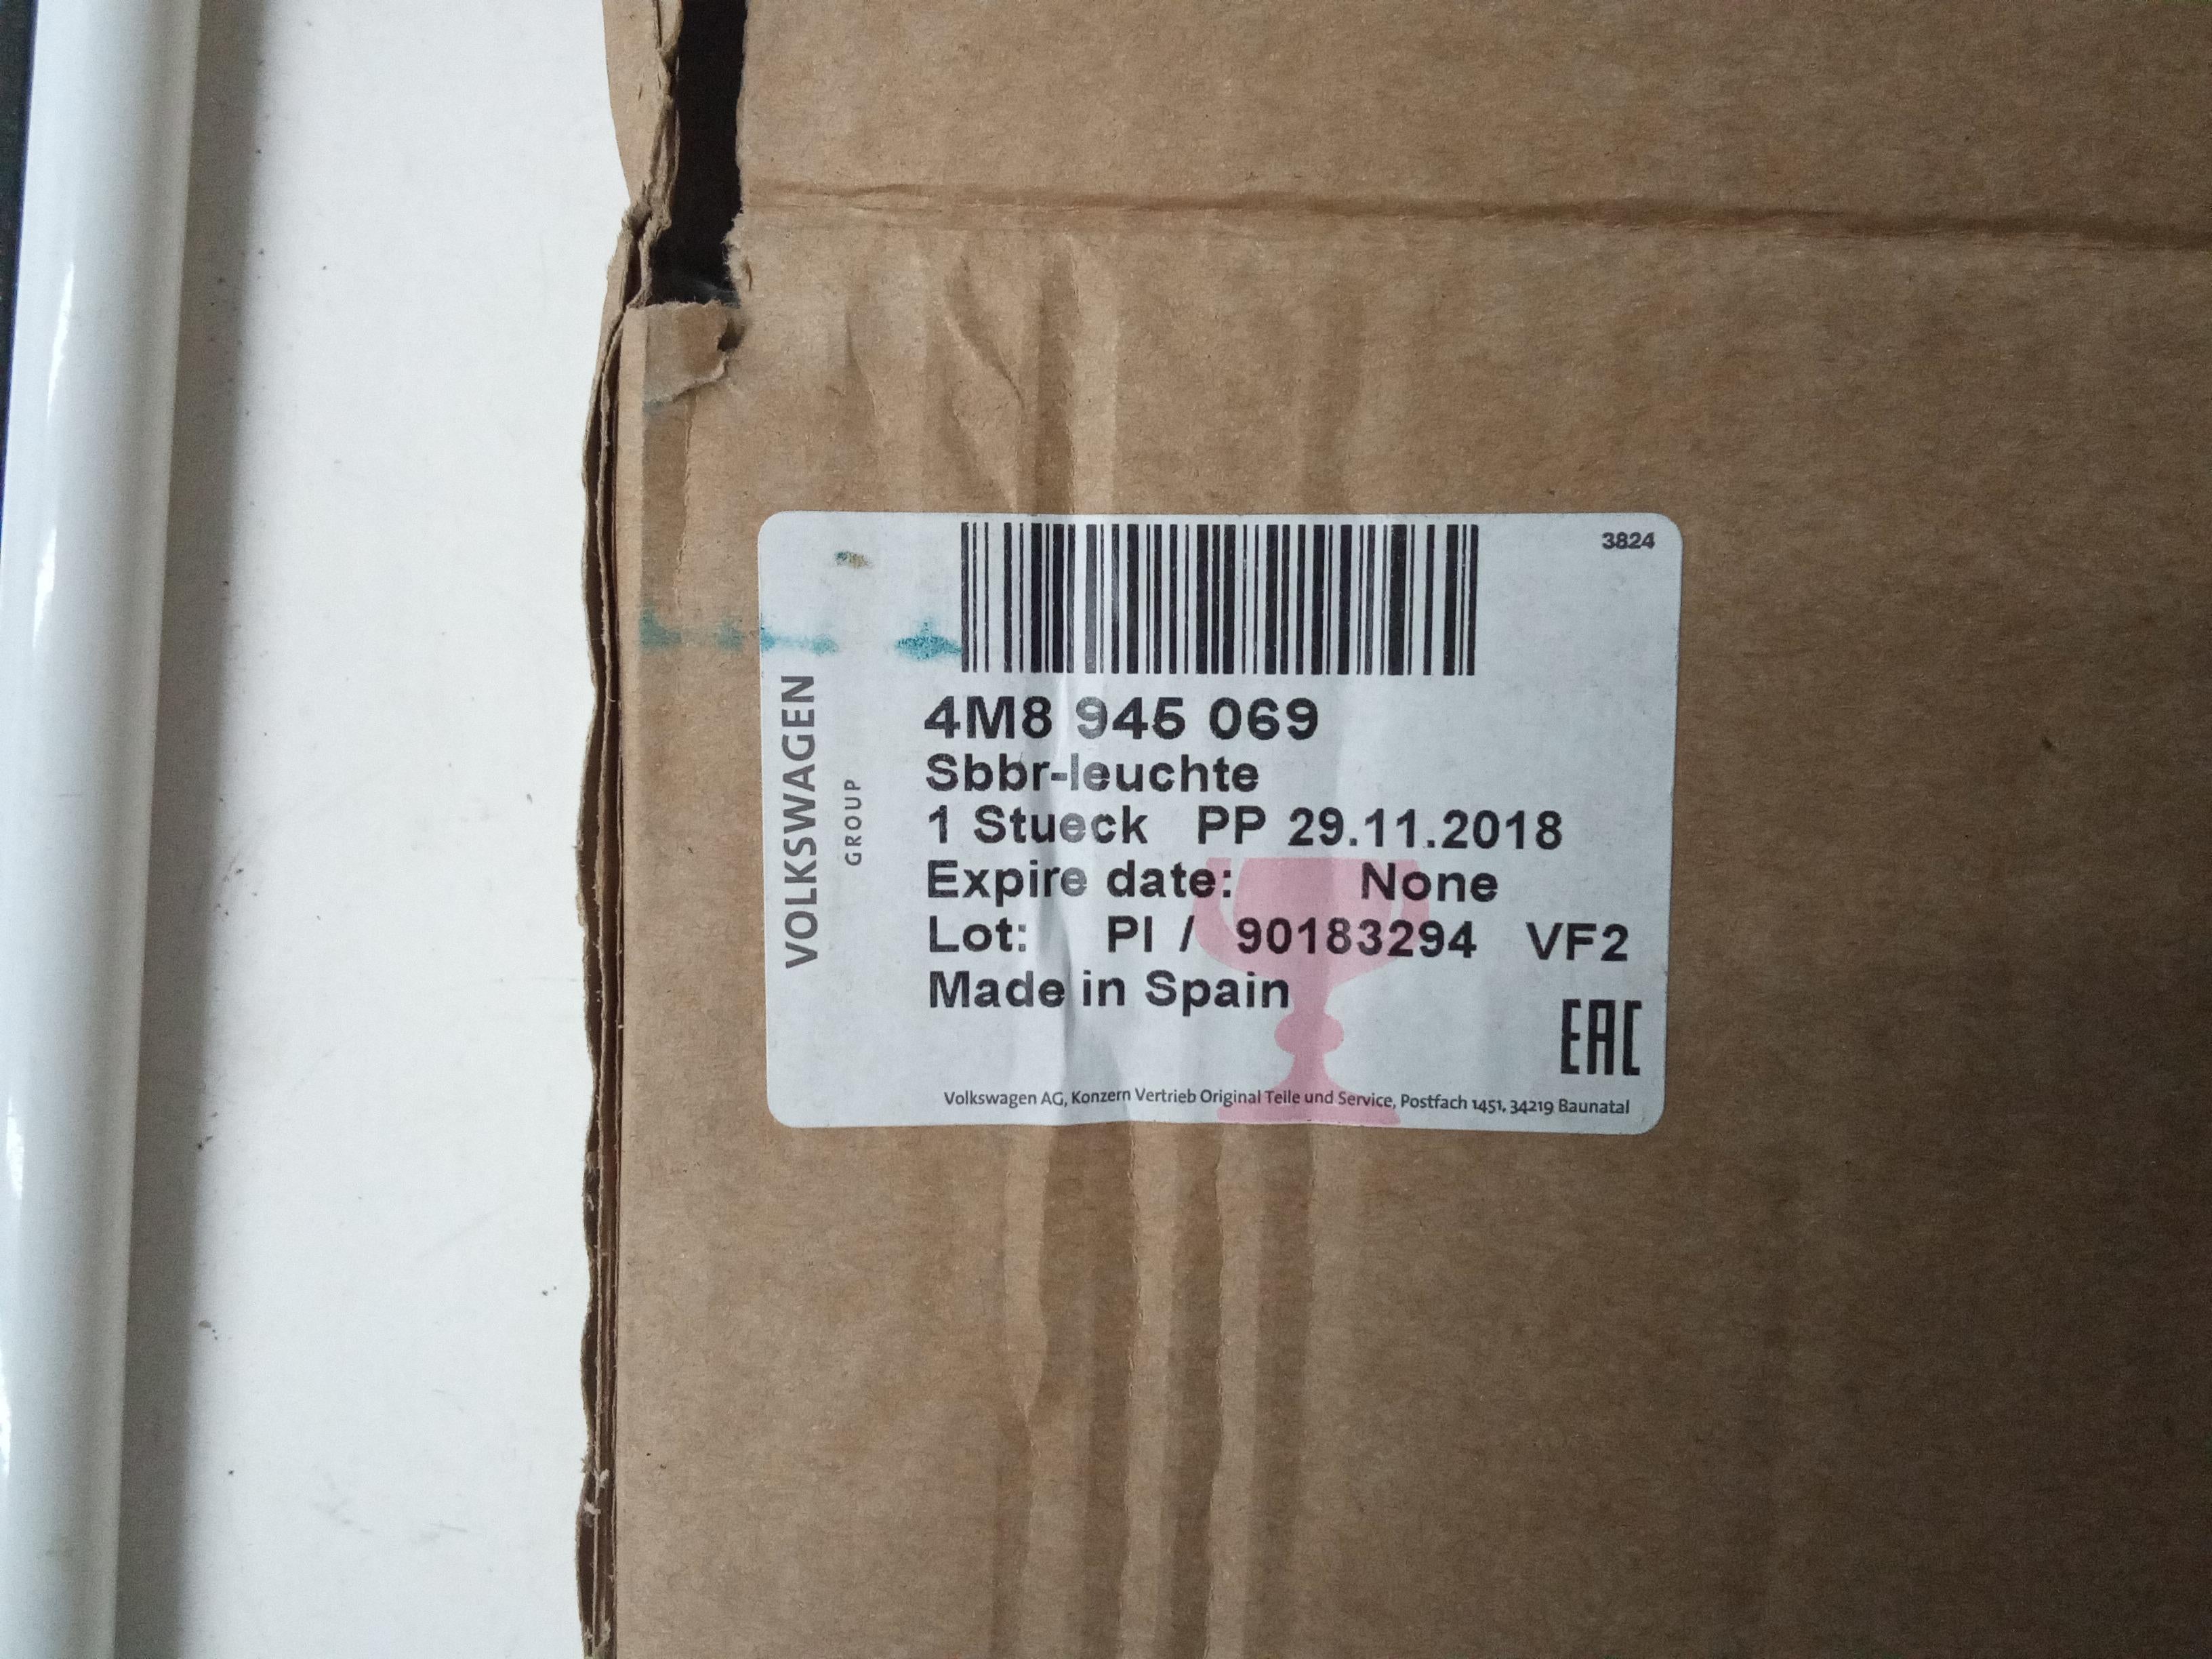 3824
VOLKSWAGEN
GROUP
4M8 945 069
Sbbr-leuchte
1 Stueck PP 29.11.2018
Expire date: None
Lot: PI / 90183294 VF2
Made in Spain
EAC
Volkswagen AG, Konzern Vertrieb Original Teile und Service, Postfach 1451, 34219 Baunatal